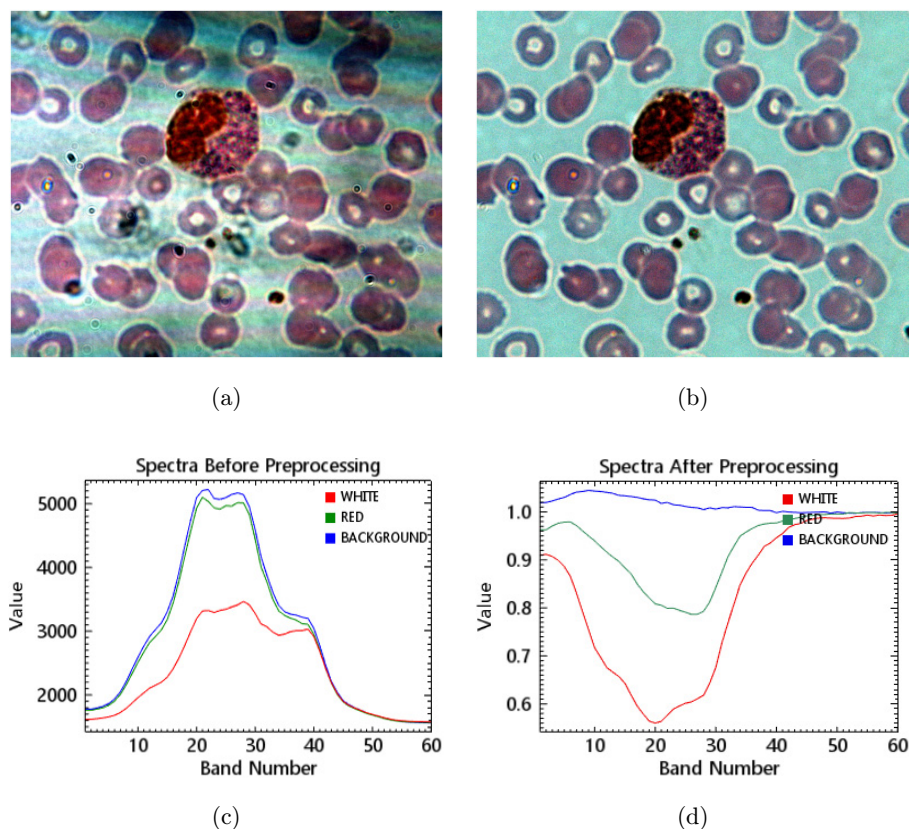 (a)
(b)
Spectra Before Preprocessing
WHITE
RED
BACKGROUND
5000
4000
3000
2000
Value
10 20 30 40 50 60
Band Number
(c)
Spectra After Preprocessing
WHITE
RED
BACKGROUND
1.0
0.9
0.8
0.7
0.6
Value
10 20 30 40 50 60
Band Number
(d)